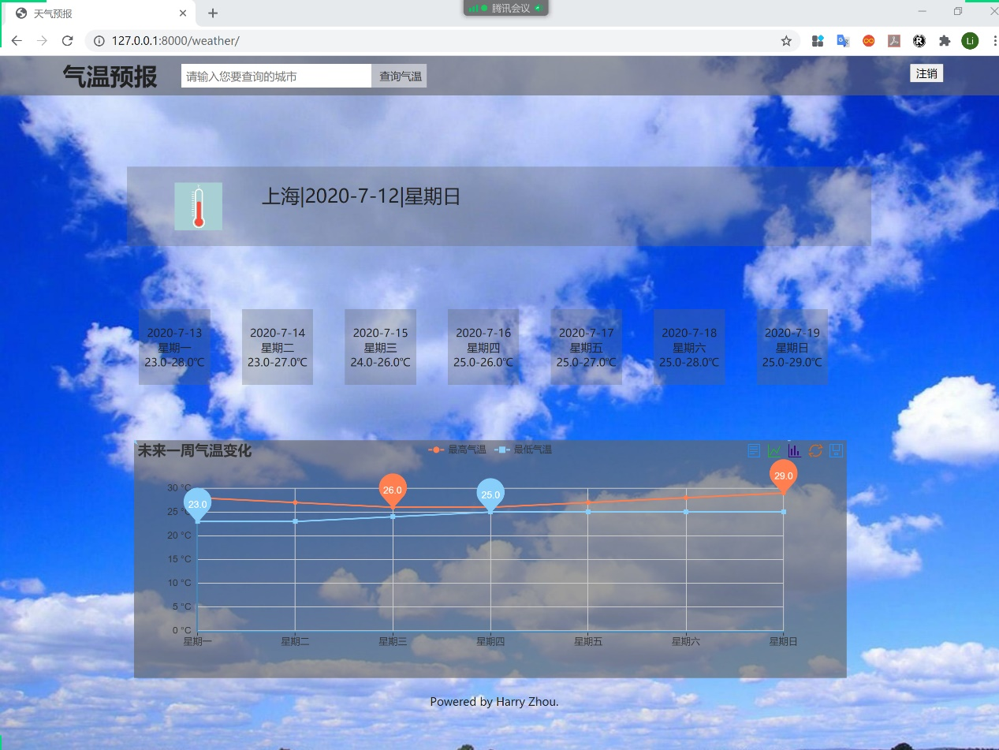 天气预报
腾讯会议
127.0.0.1:8000/weather/
Li
气温预报
请输入您要查询的城市
查询气温
注销
上海|2020-7-12|星期日
2020-7-13
星期一
23.0-28.0℃
2020-7-14
星期二
23.0-27.0℃
2020-7-15
星期三
24.0-26.0℃
2020-7-16
星期四
25.0-26.0℃
2020-7-17
星期五
25.0-27.0℃
2020-7-18
星期六
25.0-28.0℃
2020-7-19
星期日
25.0-29.0℃
未来一周气温变化
最高气温
最低气温
29.0
26.0
25.0
23.0
30 °C
25 °C
20 °C
15 °C
10 °C
5 °C
0 °C
星期一
星期二
星期三
星期四
星期五
星期六
星期日
Powered by Harry Zhou.